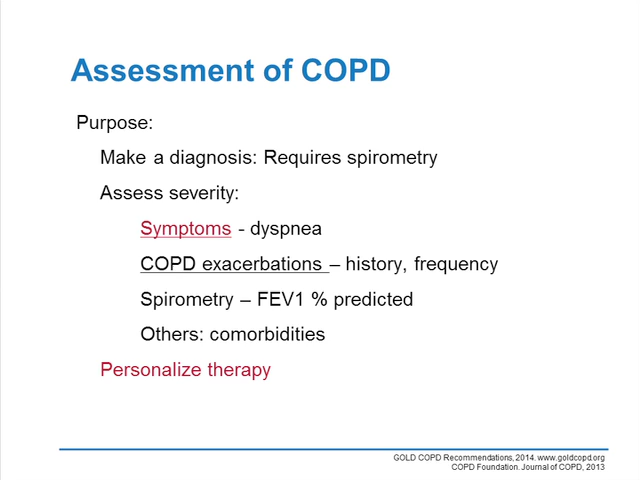 Assessment of COPD
Purpose:
Make a diagnosis: Requires spirometry
Assess severity:
Symptoms - dyspnea
COPD exacerbations – history, frequency
Spirometry – FEV1 % predicted
Others: comorbidities
Personalize therapy
GOLD COPD Recommendations, 2014. www.goldcopd.org
COPD Foundation. Journal of COPD, 2013